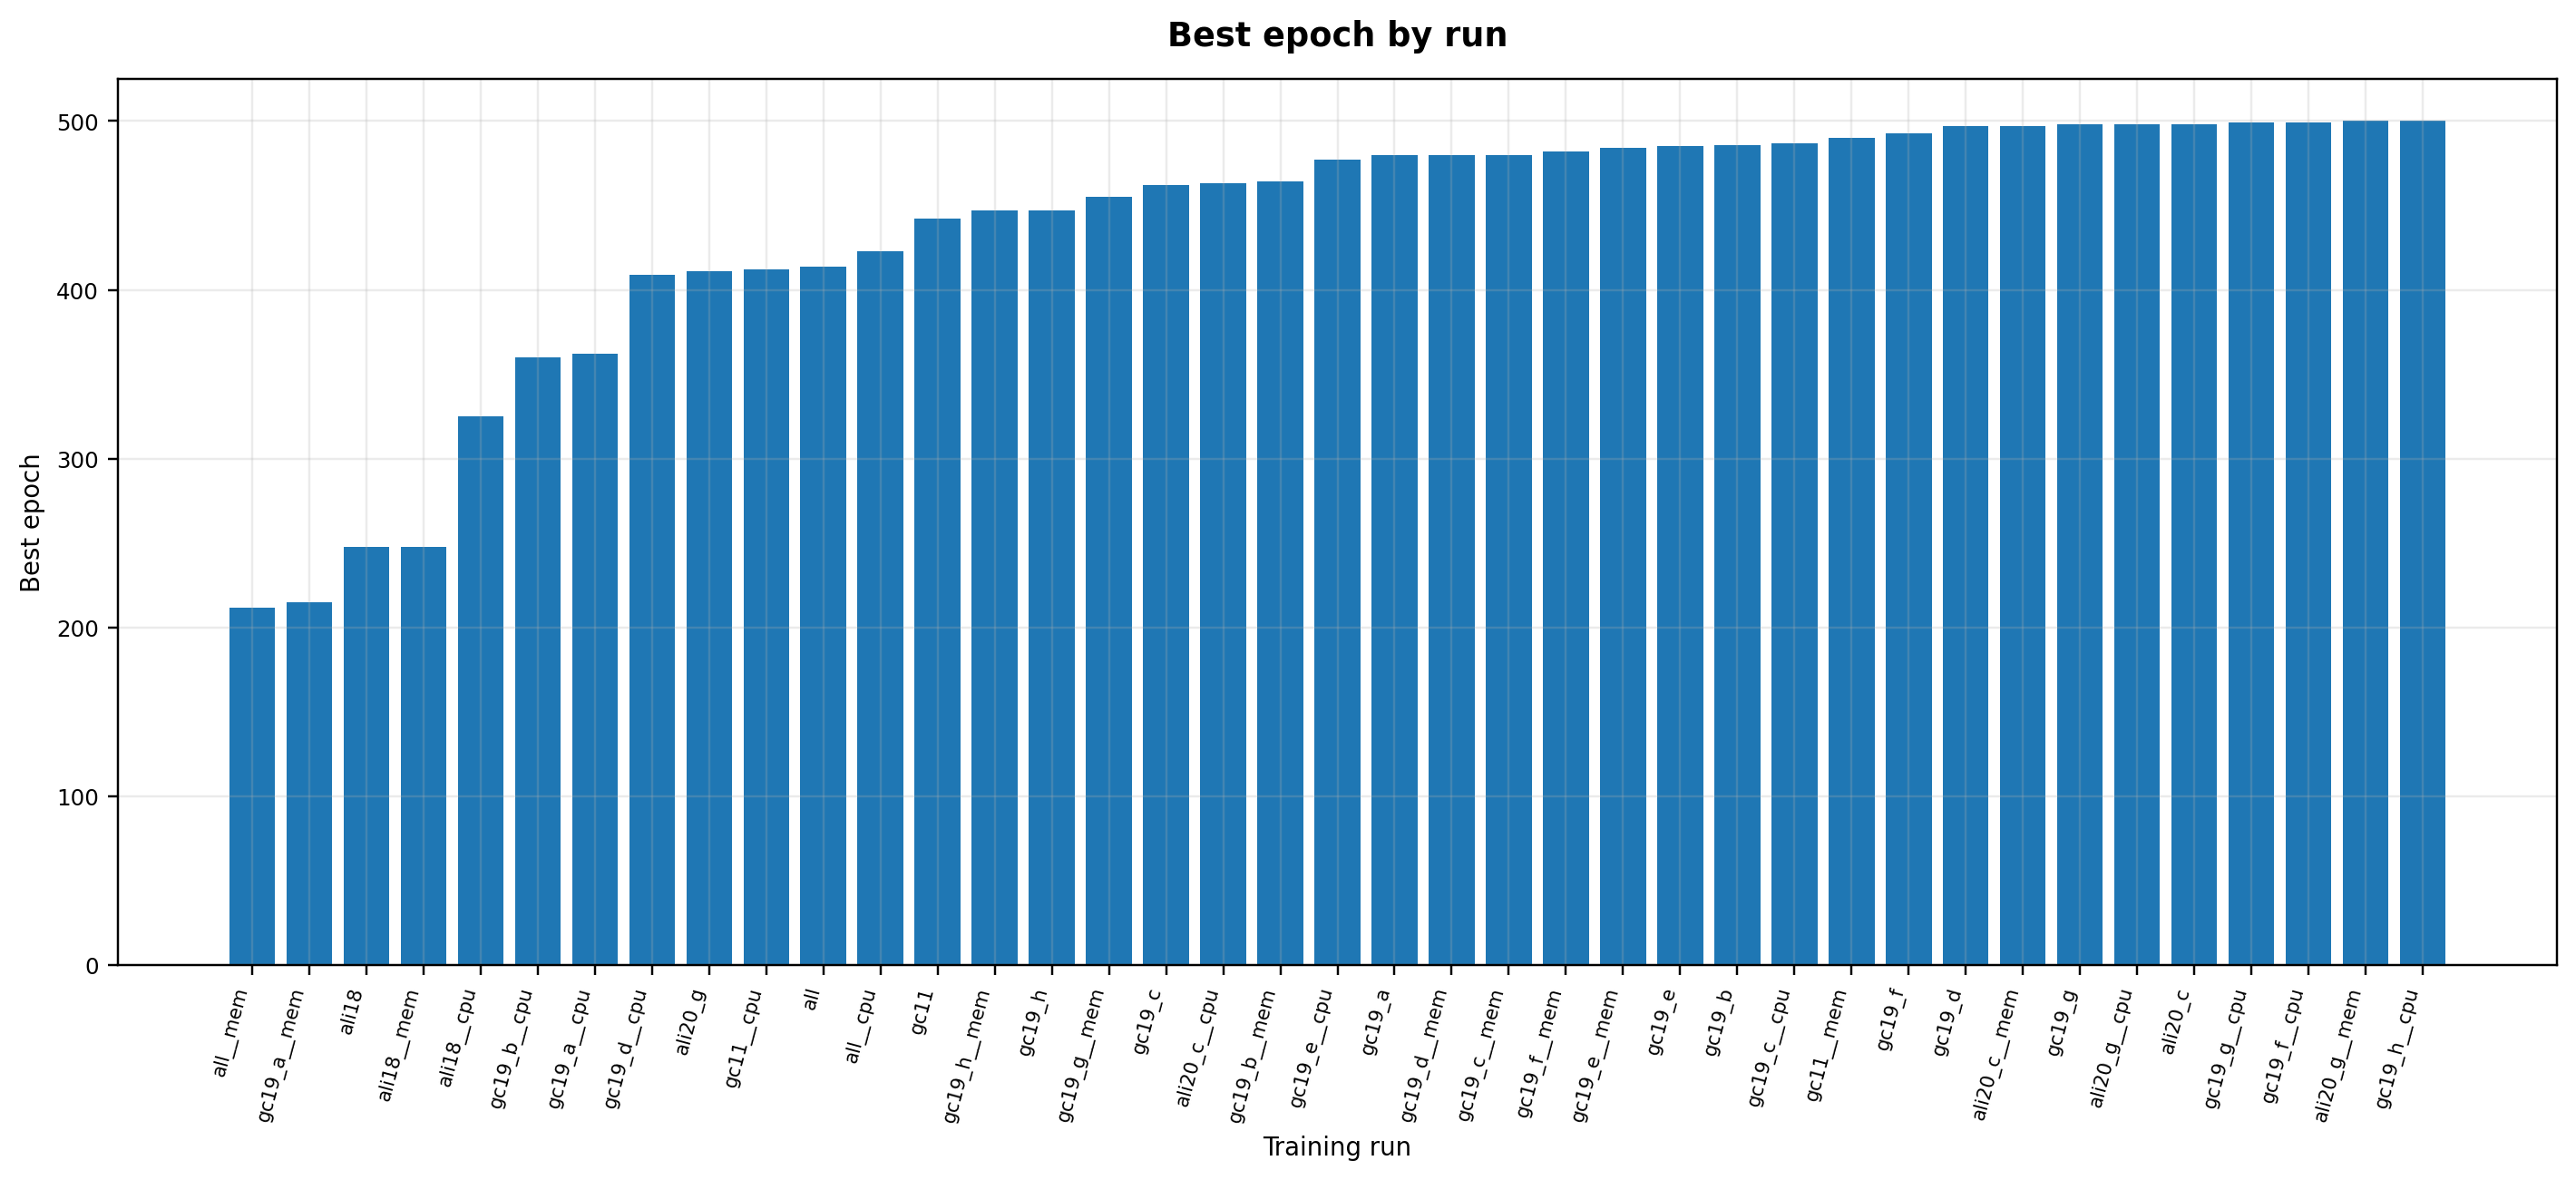 Best epoch by run
Best epoch
500
400
300
200
100
0
all__mem
gc19_a__mem
ali18
ali18__mem
ali18__cpu
gc19_b__cpu
gc19_a__cpu
gc19_d__cpu
ali20_g
gc11__cpu
all
all__cpu
gc11
gc19_h__mem
gc19_h
gc19_g__mem
gc19_c
ali20_c__cpu
gc19_b__mem
gc19_e__cpu
gc19_a
gc19_d__mem
gc19_c__mem
gc19_f__mem
gc19_e__mem
gc19_e
gc19_b
gc19_c__cpu
gc11__mem
gc19_f
gc19_d
ali20_c__mem
gc19_g
ali20_g__cpu
ali20_c
gc19_g__cpu
gc19_f__cpu
ali20_g__mem
gc19_h__cpu
Training run